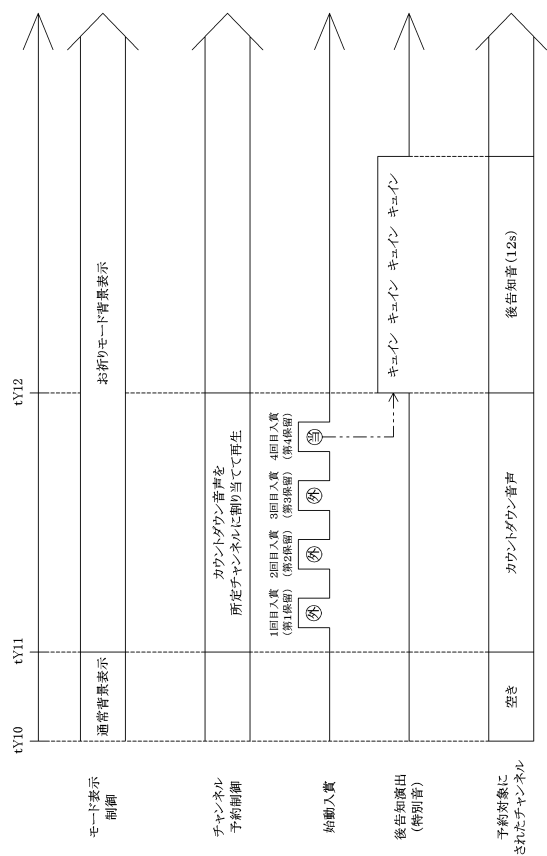 tY10
tY11
tY12
モード表示
制御
通常背景表示
お祈りモード背景表示
チャンネル
予約制御
カウントダウン音声を
所定チャンネルに割り当てて再生
始動入賞
1回目入賞
(第1保留)
外
2回目入賞
(第2保留)
外
3回目入賞
(第3保留)
外
4回目入賞
(第4保留)
当
後告知演出
(特別音)
キュイン キュイン キュイン キュイン
予約対象に
されたチャンネル
空き
カウントダウン音声
後告知音(12s)